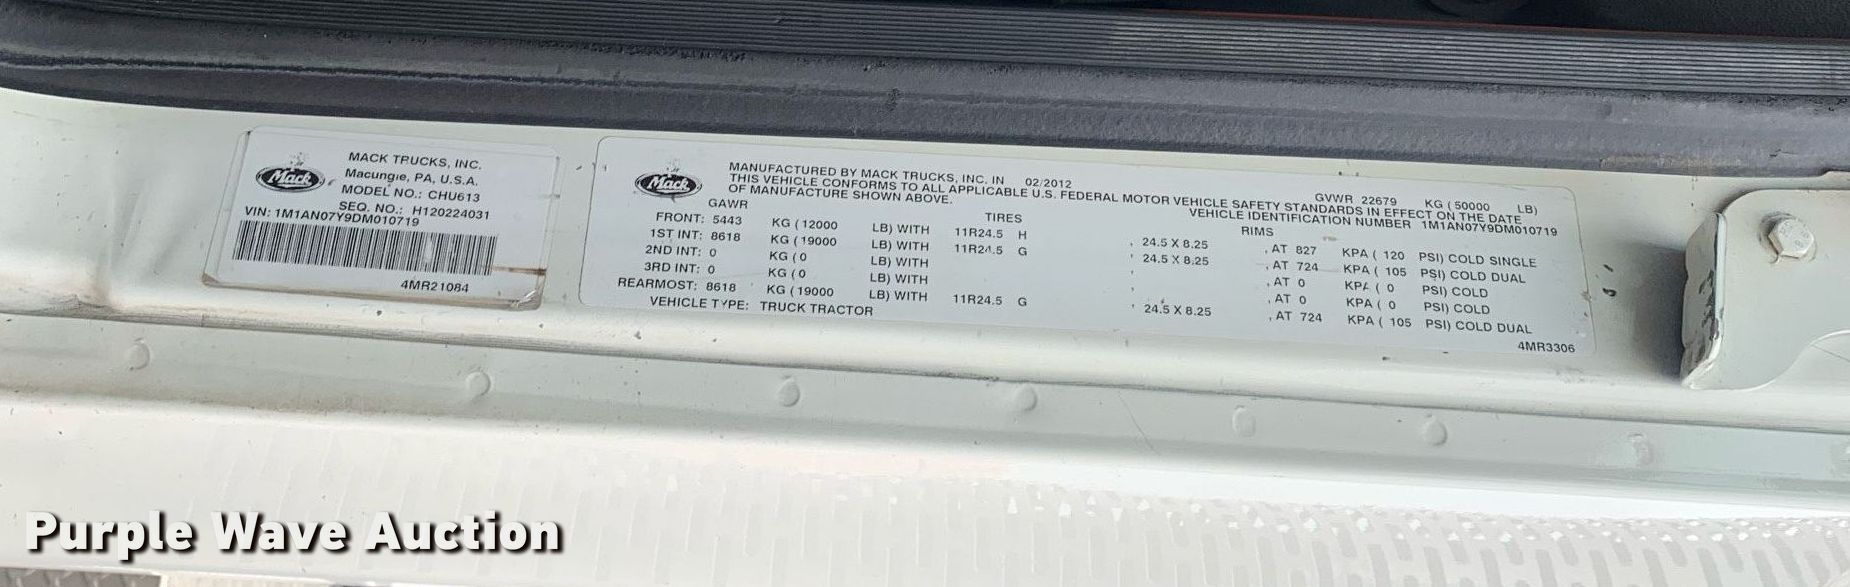 Mack
MACK TRUCKS, INC.
Macungie, PA, U.S.A.
MODEL NO.: CHU613
SEQ. NO.: H120224031
VIN: 1M1AN07Y9DM010719
4MR21084
Mack
MANUFACTURED BY MACK TRUCKS, INC. IN 02/2012 GVWR 22679 KG (50000 LB)
THIS VEHICLE CONFORMS TO ALL APPLICABLE U.S. FEDERAL MOTOR VEHICLE SAFETY STANDARDS IN EFFECT ON THE DATE
OF MANUFACTURE SHOWN ABOVE. VEHICLE IDENTIFICATION NUMBER 1M1AN07Y9DM010719
GAWR TIRES RIMS
FRONT: 5443 KG (12000 LB) WITH 11R24.5 H , 24.5 X 8.25 , AT 827 KPA ( 120 PSI) COLD SINGLE
1ST INT: 8618 KG (19000 LB) WITH 11R24.5 G , 24.5 X 8.25 , AT 724 KPA ( 105 PSI) COLD DUAL
2ND INT: 0 KG (0 LB) WITH , , AT 0 KPA ( 0 PSI) COLD
3RD INT: 0 KG (0 LB) WITH , , AT 0 KPA ( 0 PSI) COLD
REARMOST: 8618 KG (19000 LB) WITH 11R24.5 G , 24.5 X 8.25 , AT 724 KPA ( 105 PSI) COLD DUAL
VEHICLE TYPE: TRUCK TRACTOR
4MR3306
Purple Wave Auction